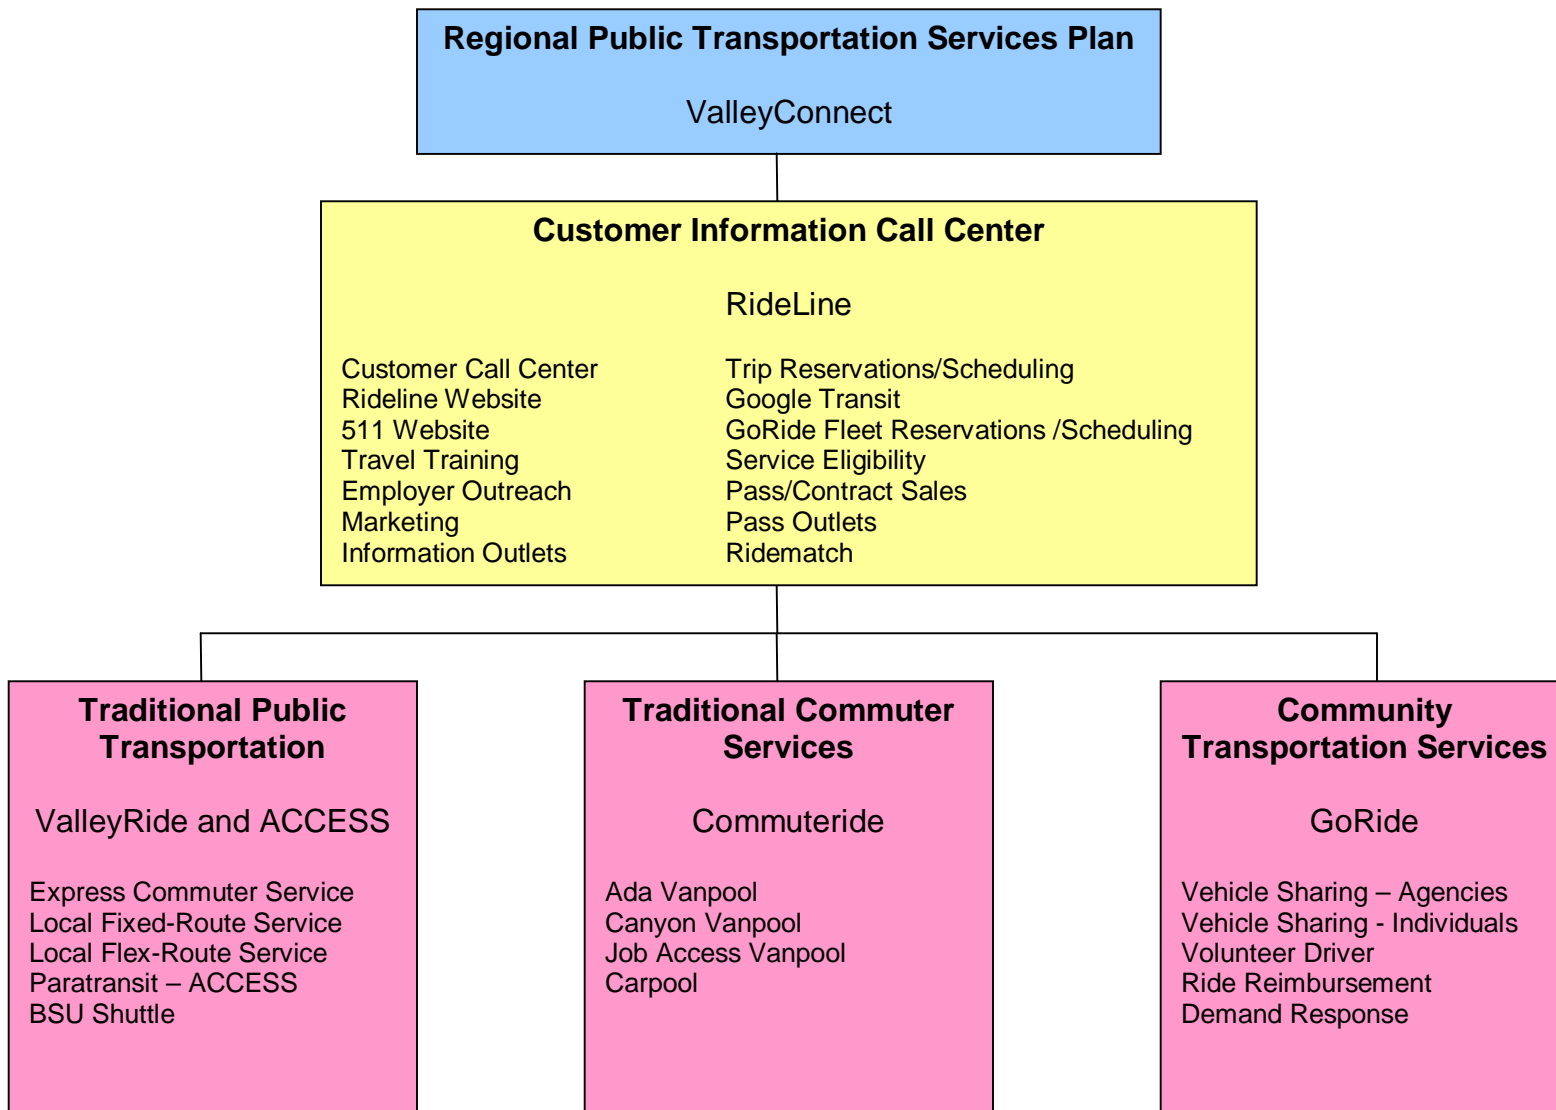 Regional Public Transportation Services Plan
ValleyConnect
Customer Information Call Center
RideLine
Customer Call Center
Rideline Website
511 Website
Travel Training
Employer Outreach
Marketing
Information Outlets
Trip Reservations/Scheduling
Google Transit
GoRide Fleet Reservations /Scheduling
Service Eligibility
Pass/Contract Sales
Pass Outlets
Ridematch
Traditional Public
Transportation
ValleyRide and ACCESS
Express Commuter Service
Local Fixed-Route Service
Local Flex-Route Service
Paratransit – ACCESS
BSU Shuttle
Traditional Commuter
Services
Commuteride
Ada Vanpool
Canyon Vanpool
Job Access Vanpool
Carpool
Community
Transportation Services
GoRide
Vehicle Sharing – Agencies
Vehicle Sharing - Individuals
Volunteer Driver
Ride Reimbursement
Demand Response